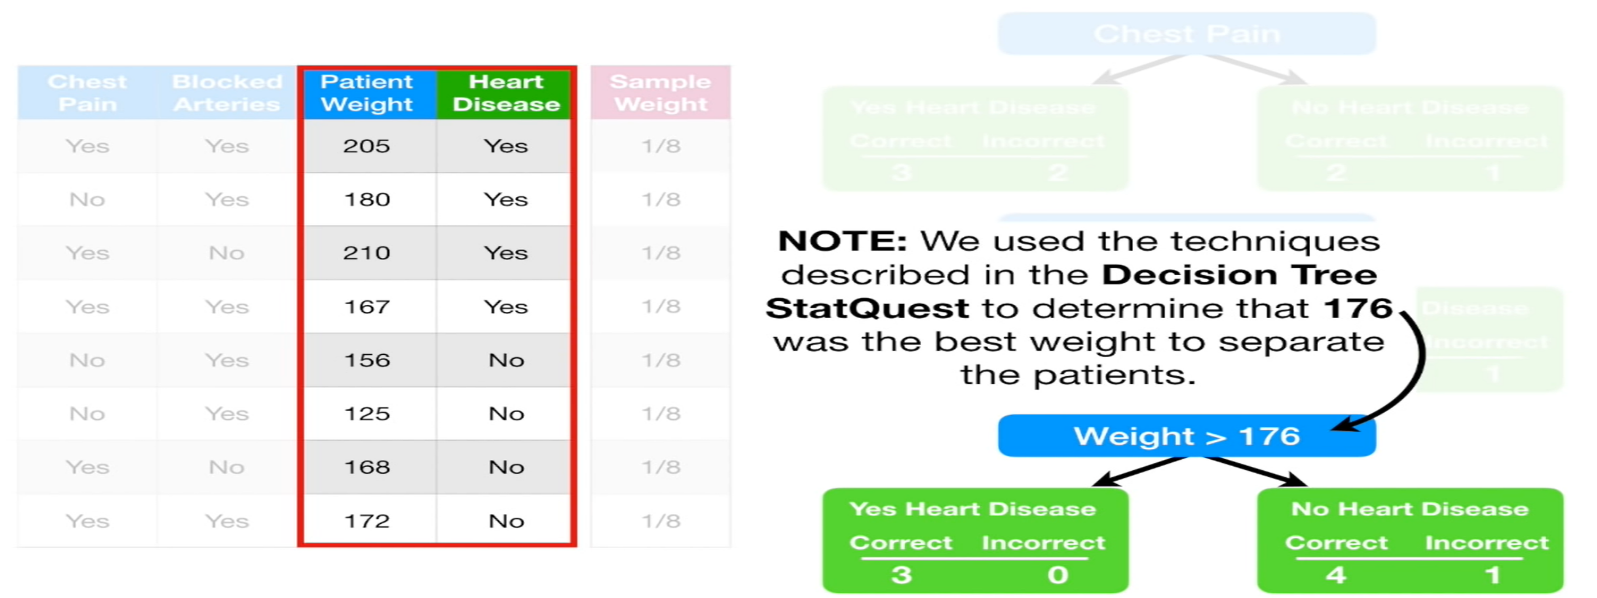 Chest Pain
Blocked Arteries
Patient Weight
Heart Disease
Sample Weight
Yes Yes 205 Yes 1/8
No Yes 180 Yes 1/8
Yes No 210 Yes 1/8
Yes Yes 167 Yes 1/8
No Yes 156 No 1/8
No Yes 125 No 1/8
Yes No 168 No 1/8
Yes Yes 172 No 1/8
Chest Pain
Yes Heart Disease
Correct Incorrect
3 2
No Heart Disease
Correct Incorrect
2 1
NOTE: We used the techniques
described in the Decision Tree
StatQuest to determine that 176
was the best weight to separate
the patients.
Disease
Incorrect
1
Weight > 176
Yes Heart Disease
Correct Incorrect
3 0
No Heart Disease
Correct Incorrect
4 1